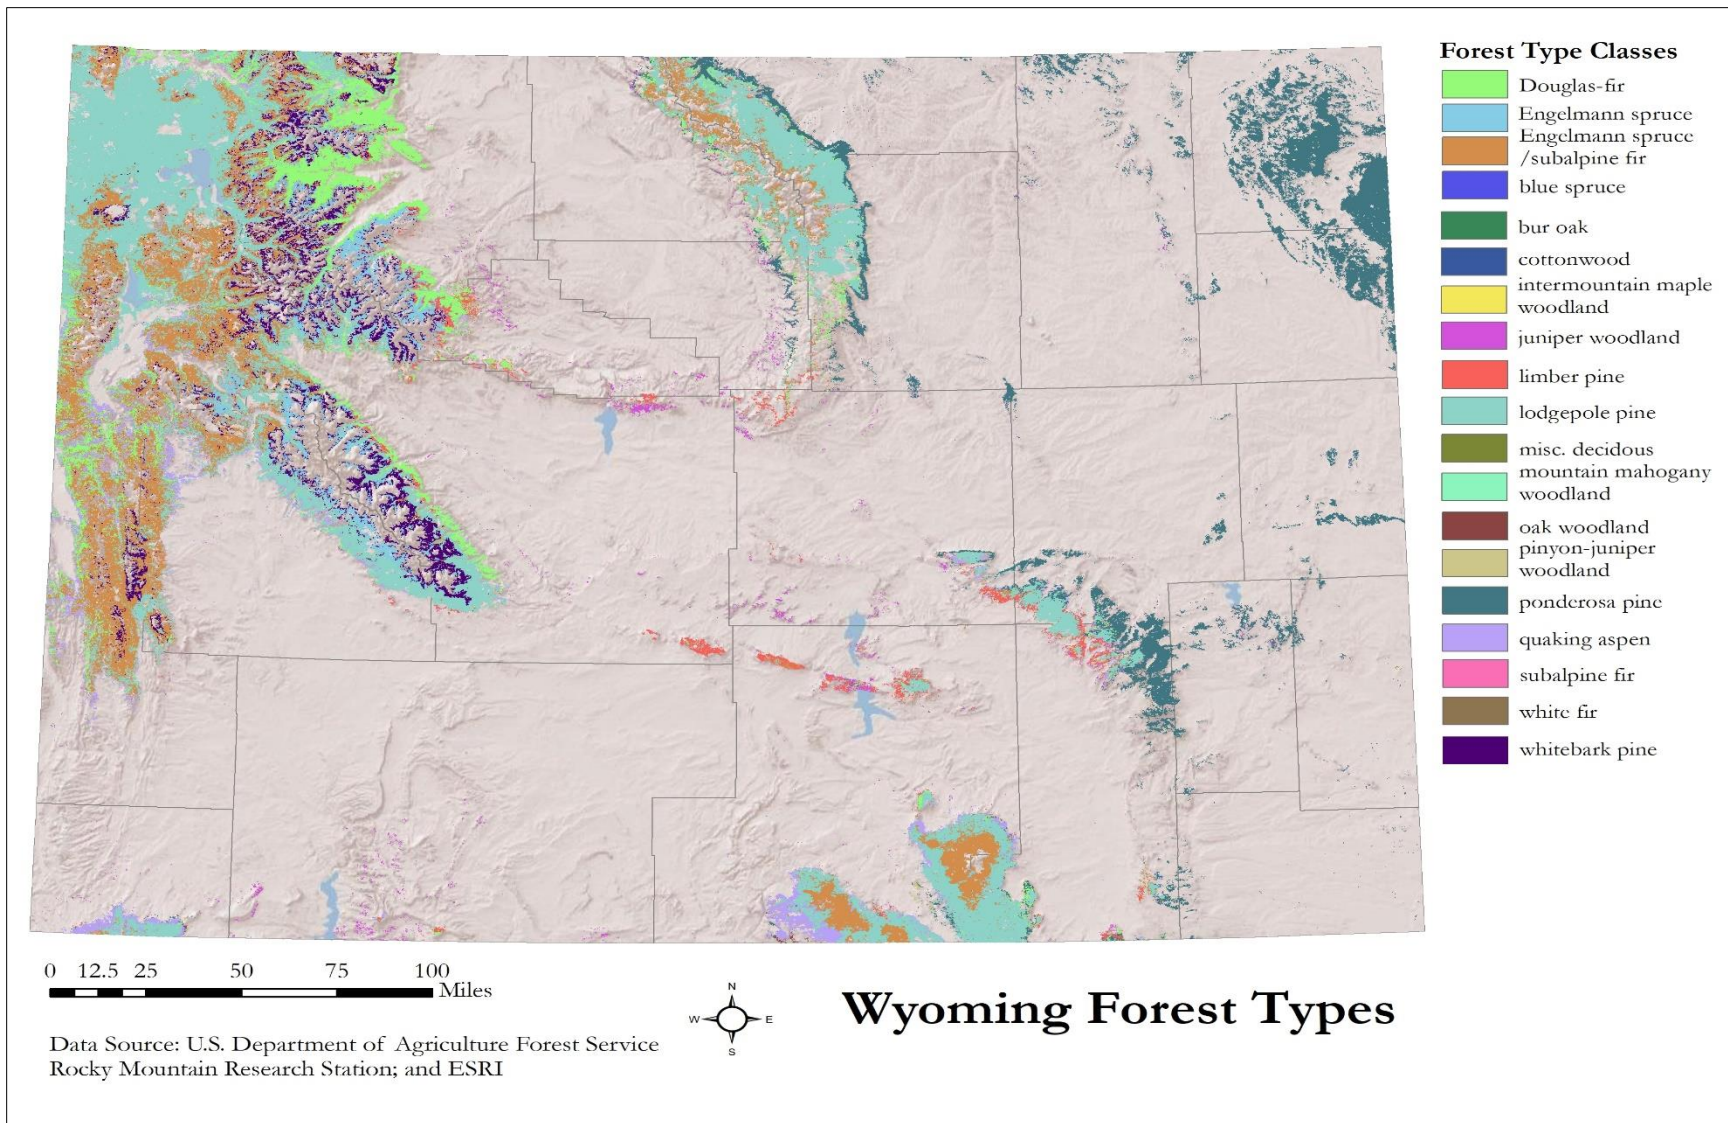 Forest Type Classes
Douglas-fir
Engelmann spruce
Engelmann spruce
/subalpine fir
blue spruce
bur oak
cottonwood
intermountain maple
woodland
juniper woodland
limber pine
lodgepole pine
misc. decidous
mountain mahogany
woodland
oak woodland
pinyon-juniper
woodland
ponderosa pine
quaking aspen
subalpine fir
white fir
whitebark pine
0 12.5 25 50 75 100
Miles
N
W E
S
Wyoming Forest Types
Data Source: U.S. Department of Agriculture Forest Service
Rocky Mountain Research Station; and ESRI